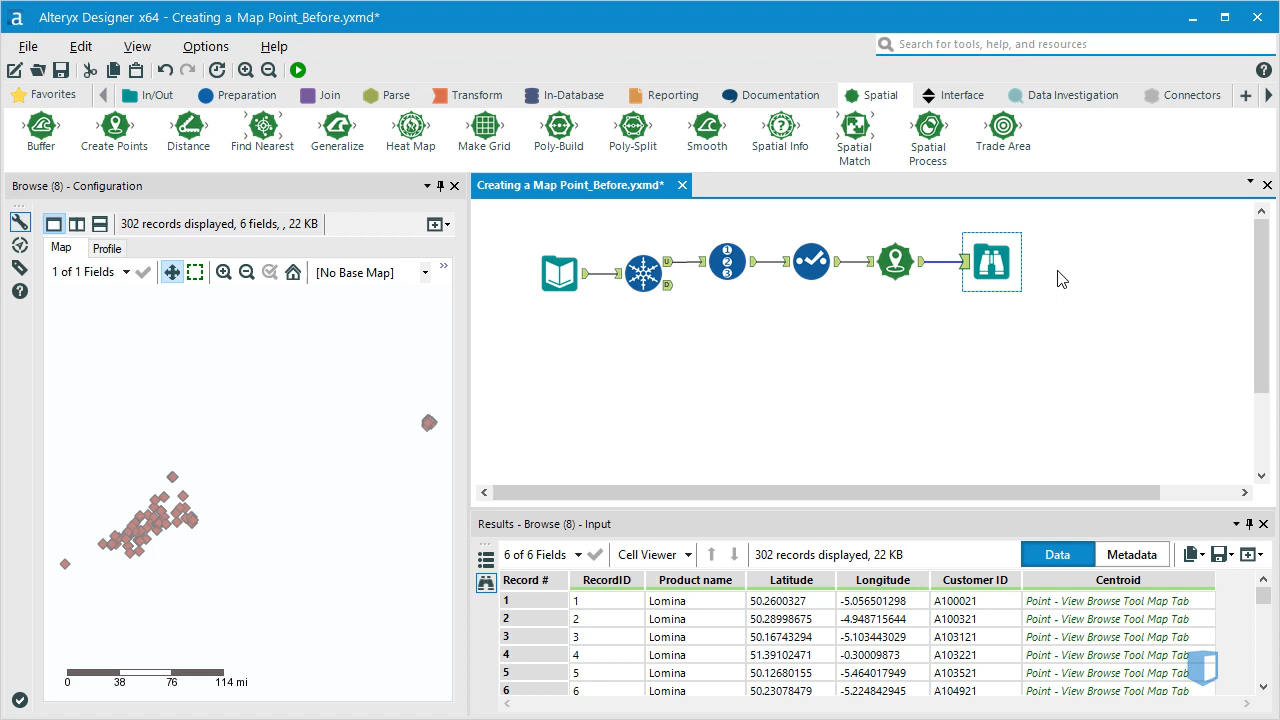 Alteryx Designer x64 - Creating a Map Point_Before.yxmd*
File Edit View Options Help
Search for tools, help, and resources
Favorites In/Out Preparation Join Parse Transform In-Database Reporting Documentation Spatial Interface Data Investigation Connectors
Buffer Create Points Distance Find Nearest Generalize Heat Map Make Grid Poly-Build Poly-Split Smooth Spatial Info Spatial Match Spatial Process Trade Area
Browse (8) - Configuration
Creating a Map Point_Before.yxmd*
302 records displayed, 6 fields, , 22 KB
Map Profile
1 of 1 Fields [No Base Map]
U
D
1
2
3
0 38 76 114 mi
Results - Browse (8) - Input
6 of 6 Fields Cell Viewer 302 records displayed, 22 KB Data Metadata
Record # RecordID Product name Latitude Longitude Customer ID Centroid
1 1 Lomina 50.2600327 -5.056501298 A100021 Point - View Browse Tool Map Tab
2 2 Lomina 50.28998675 -4.948715644 A100321 Point - View Browse Tool Map Tab
3 3 Lomina 50.16743294 -5.103443029 A103121 Point - View Browse Tool Map Tab
4 4 Lomina 51.39102471 -0.30009873 A103221 Point - View Browse Tool Map Tab
5 5 Lomina 50.12680155 -5.464017949 A103521 Point - View Browse Tool Map Tab
6 6 Lomina 50.23078479 -5.224842945 A104921 Point - View Browse Tool Map Tab